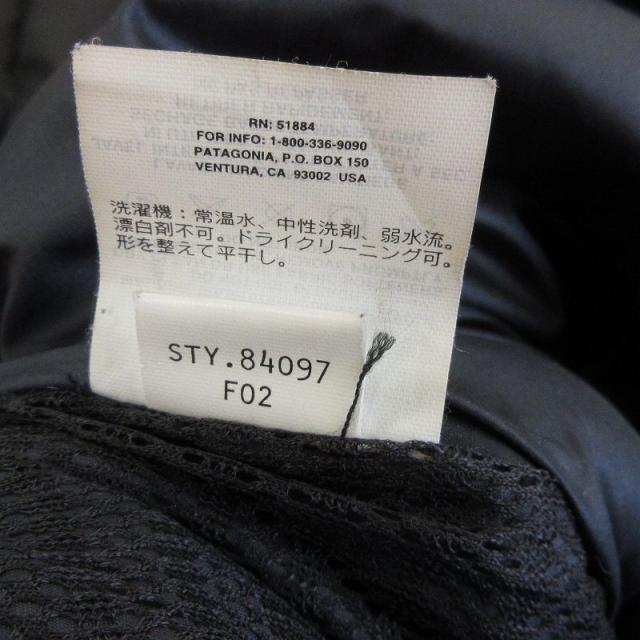 RN: 51884
FOR INFO: 1-800-336-9090
PATAGONIA, P.O. BOX 150
VENTURA, CA 93002 USA
洗濯機：常温水、中性洗剤、弱水流。
漂白剤不可。ドライクリーニング可。
形を整えて平干し。
STY.84097
F02